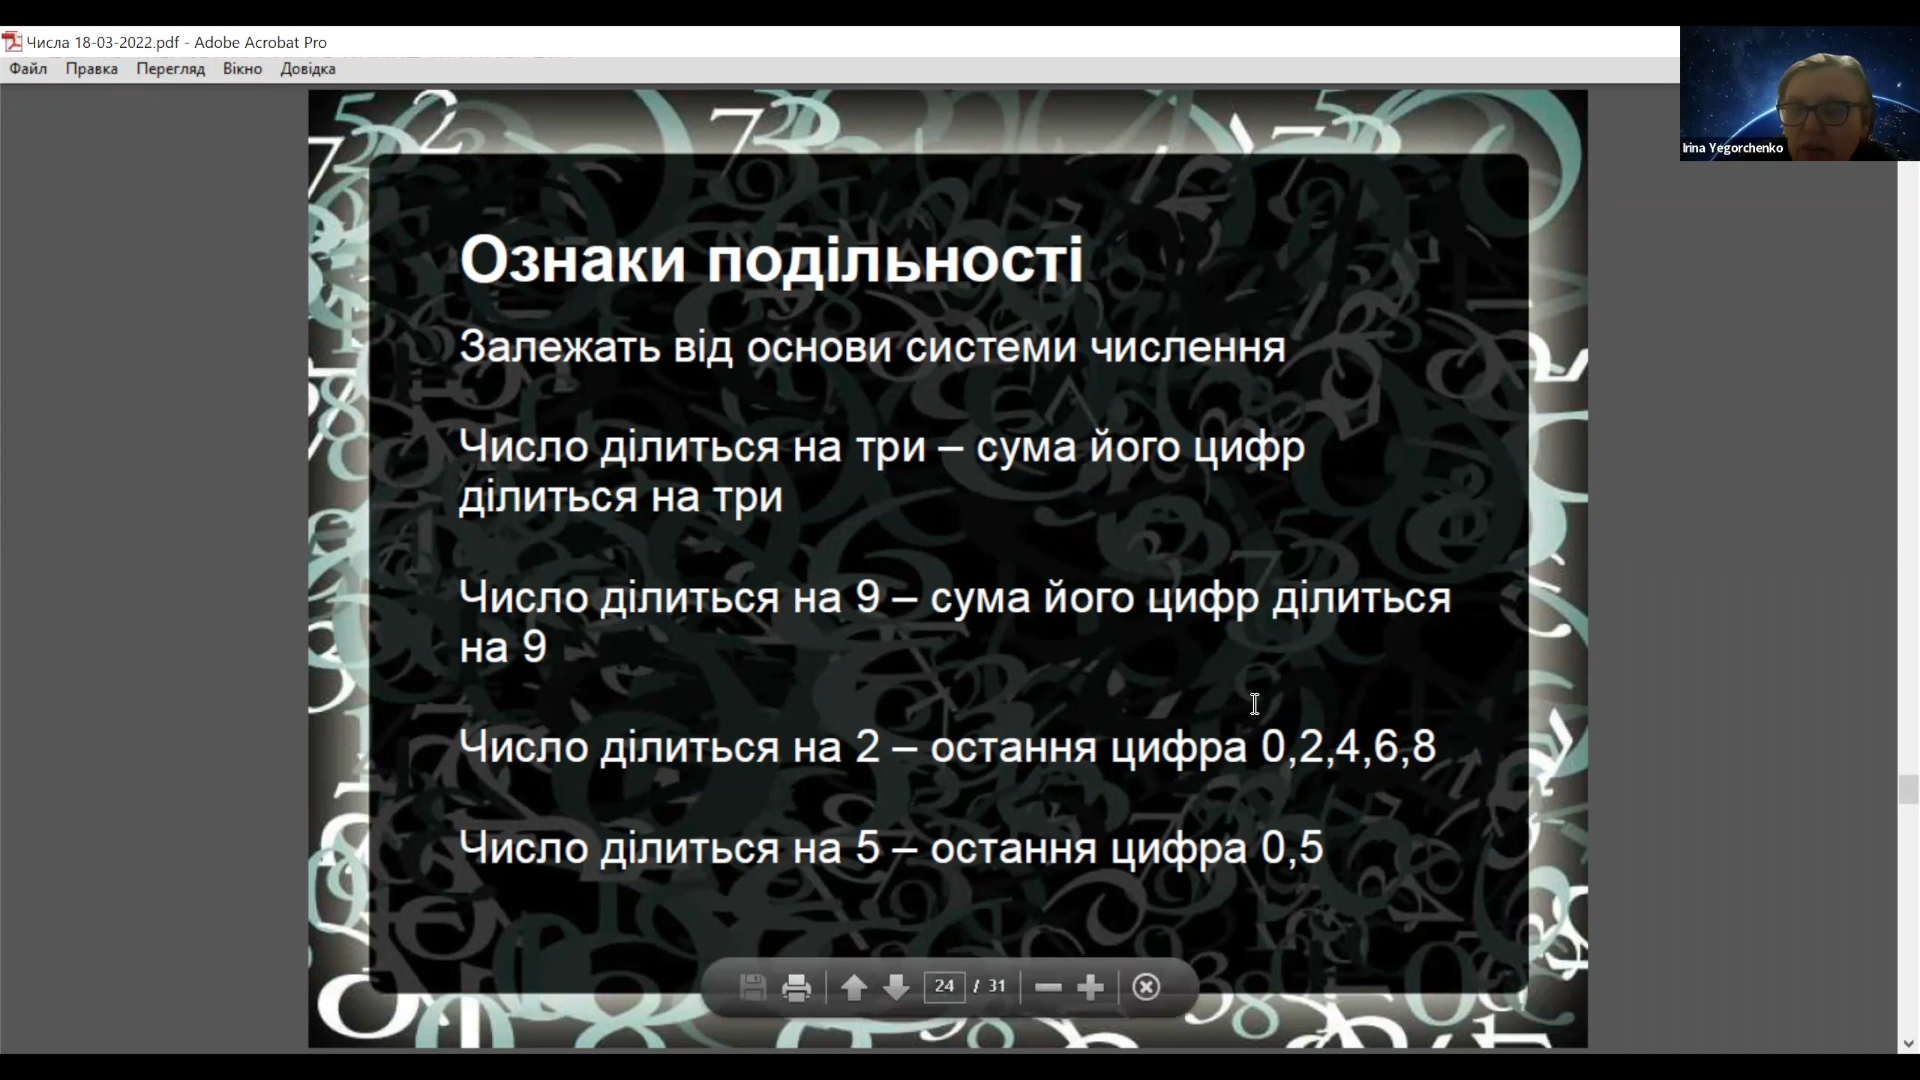 Числа 18-03-2022.pdf - Adobe Acrobat Pro
Файл Правка Перегляд Вікно Довідка
Irina Yegorchenko
Ознаки подільності
Залежать від основи системи числення
Число ділиться на три – сума його цифр
ділиться на три
Число ділиться на 9 – сума його цифр ділиться
на 9
Число ділиться на 2 – остання цифра 0,2,4,6,8
Число ділиться на 5 – остання цифра 0,5
24 / 31